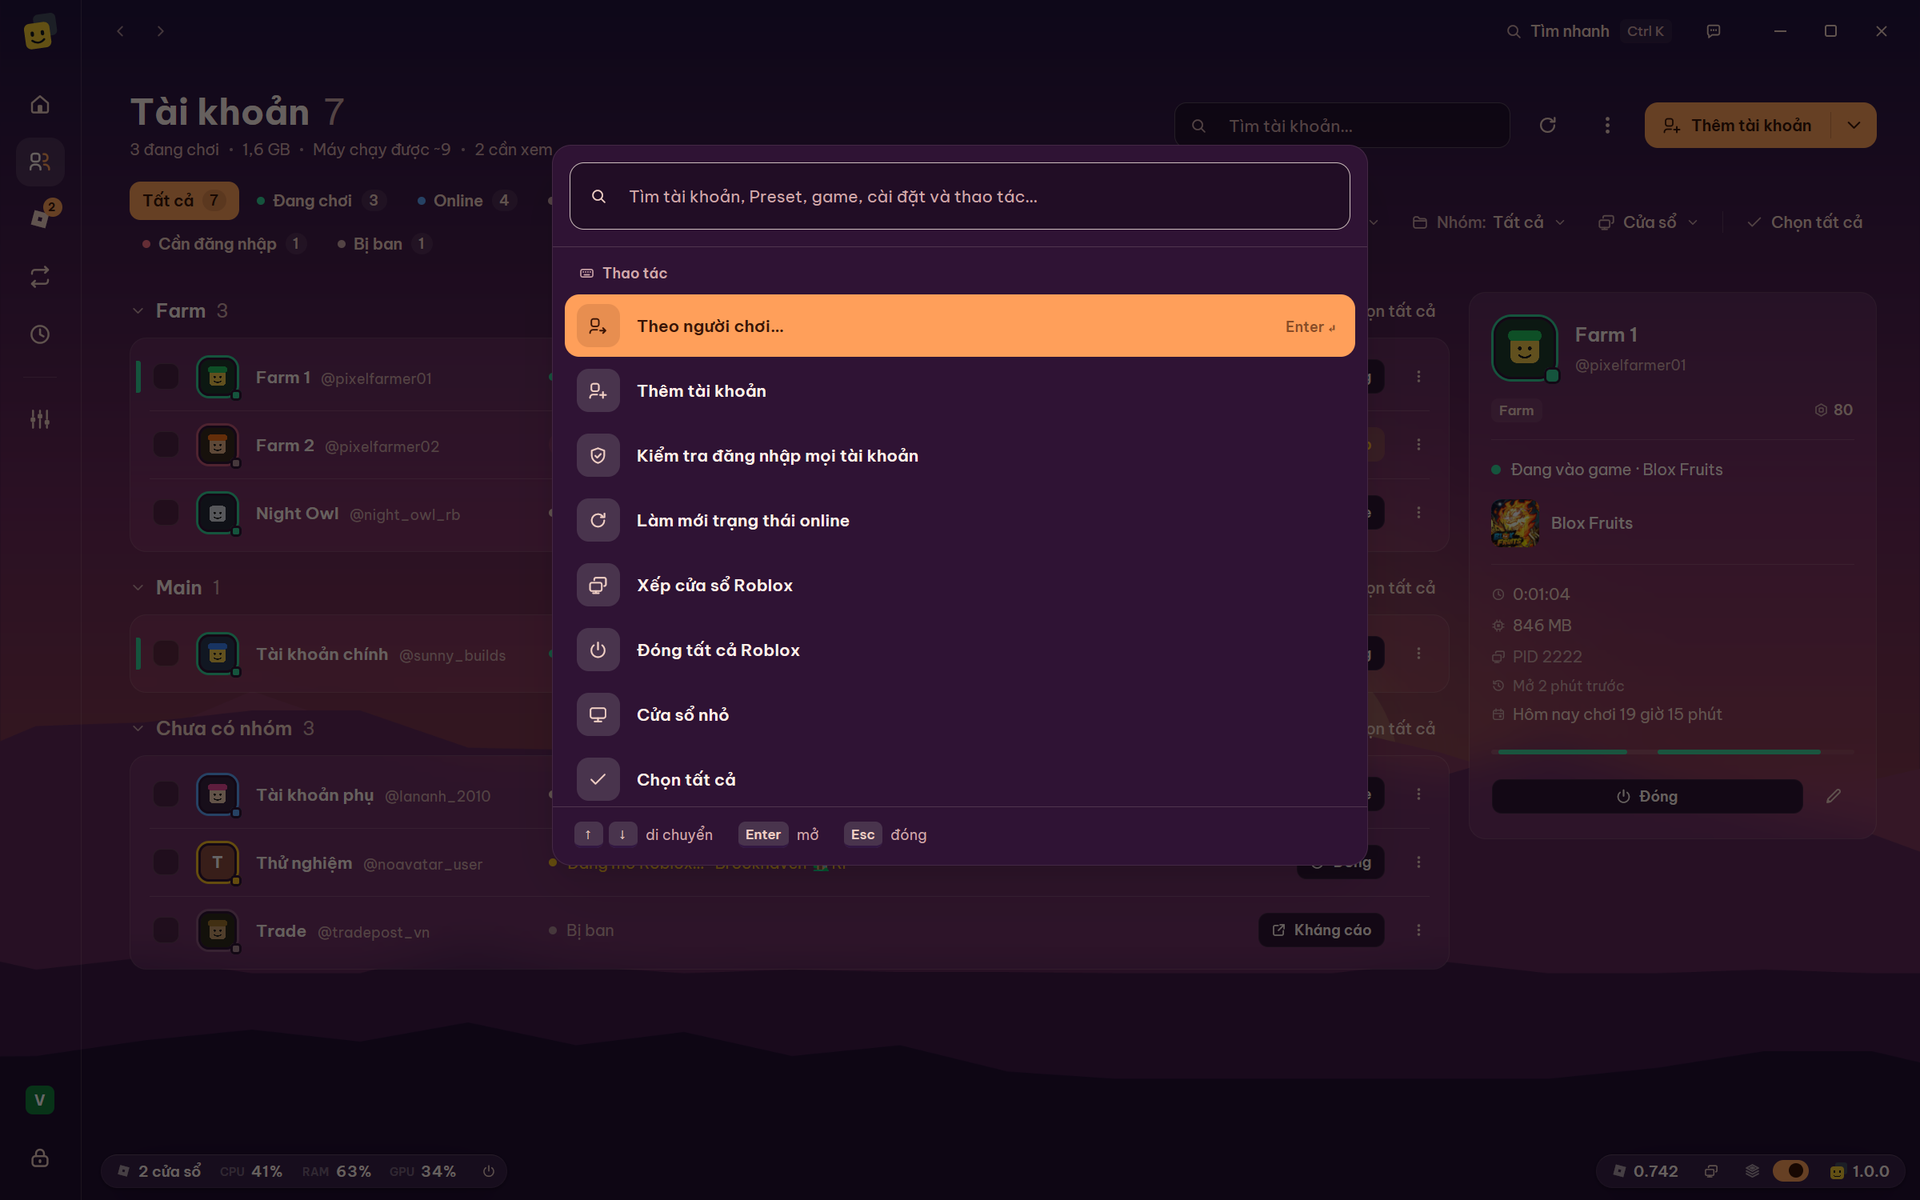 Tìm nhanh Ctrl K
Tài khoản 7
3 đang chơi • 1,6 GB • Máy chạy được ~9 • 2 cần xem
Tìm tài khoản...
Thêm tài khoản
2
Tất cả 7
Đang chơi 3
Online 4
Cần đăng nhập 1
Bị ban 1
Nhóm: Tất cả
Cửa sổ
Chọn tất cả
Tìm tài khoản, Preset, game, cài đặt và thao tác...
Thao tác
Theo người chơi... Enter
Thêm tài khoản
Kiểm tra đăng nhập mọi tài khoản
Làm mới trạng thái online
Xếp cửa sổ Roblox
Đóng tất cả Roblox
Cửa sổ nhỏ
Chọn tất cả
↑ ↓ di chuyển Enter mở Esc đóng
Farm 3
Farm 1 @pixelfarmer01
Farm 2 @pixelfarmer02
Night Owl @night_owl_rb
Main 1
tất cả
Tài khoản chính @sunny_builds
Chưa có nhóm 3
tất cả
Tài khoản phụ @lananh_2010
T Thử nghiệm @noavatar_user
Trade @tradepost_vn Bị ban Kháng cáo
Farm 1
@pixelfarmer01
Farm 80
Đang vào game · Blox Fruits
Blox Fruits
0:01:04
846 MB
PID 2222
Mở 2 phút trước
Hôm nay chơi 19 giờ 15 phút
Đóng
V
2 cửa sổ CPU 41% RAM 63% GPU 34%
0.742 1.0.0